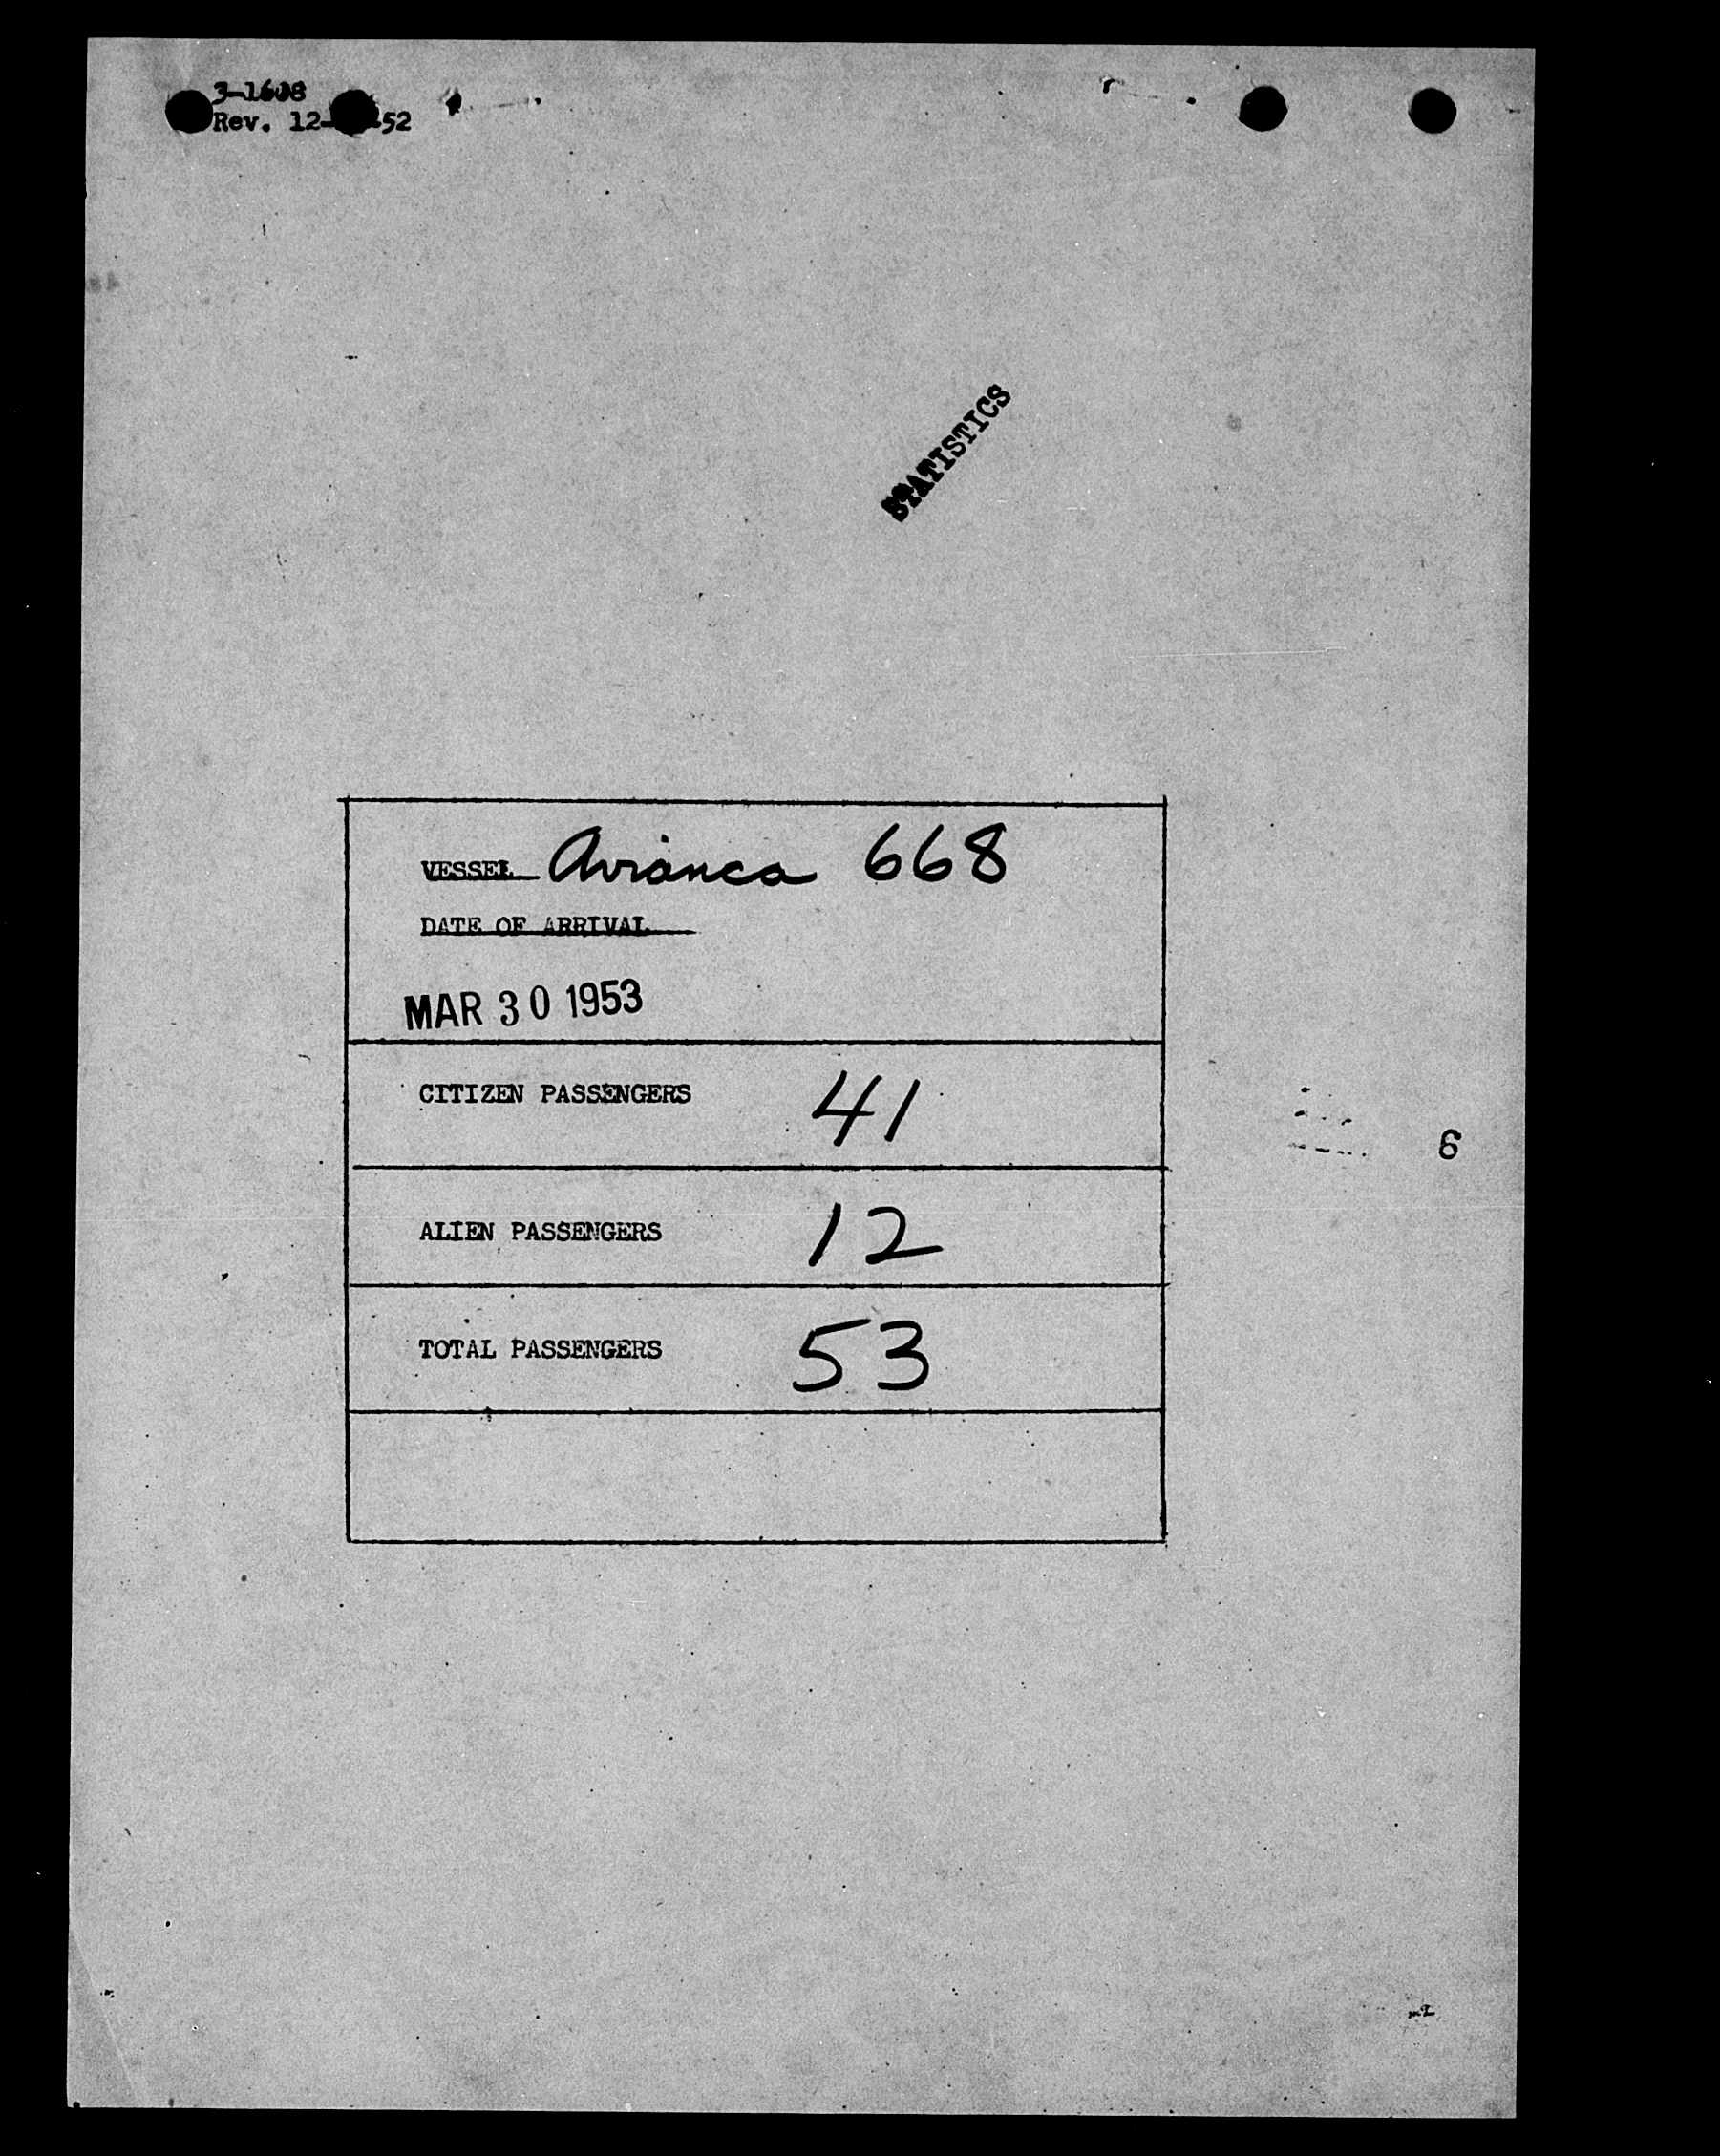 3-1608
Rev. 12- -52
STATISTICS
VESSEL Avianca 668
DATE OF ARRIVAL
MAR 30 1953
CITIZEN PASSENGERS 41
6
ALIEN PASSENGERS 12
TOTAL PASSENGERS 53